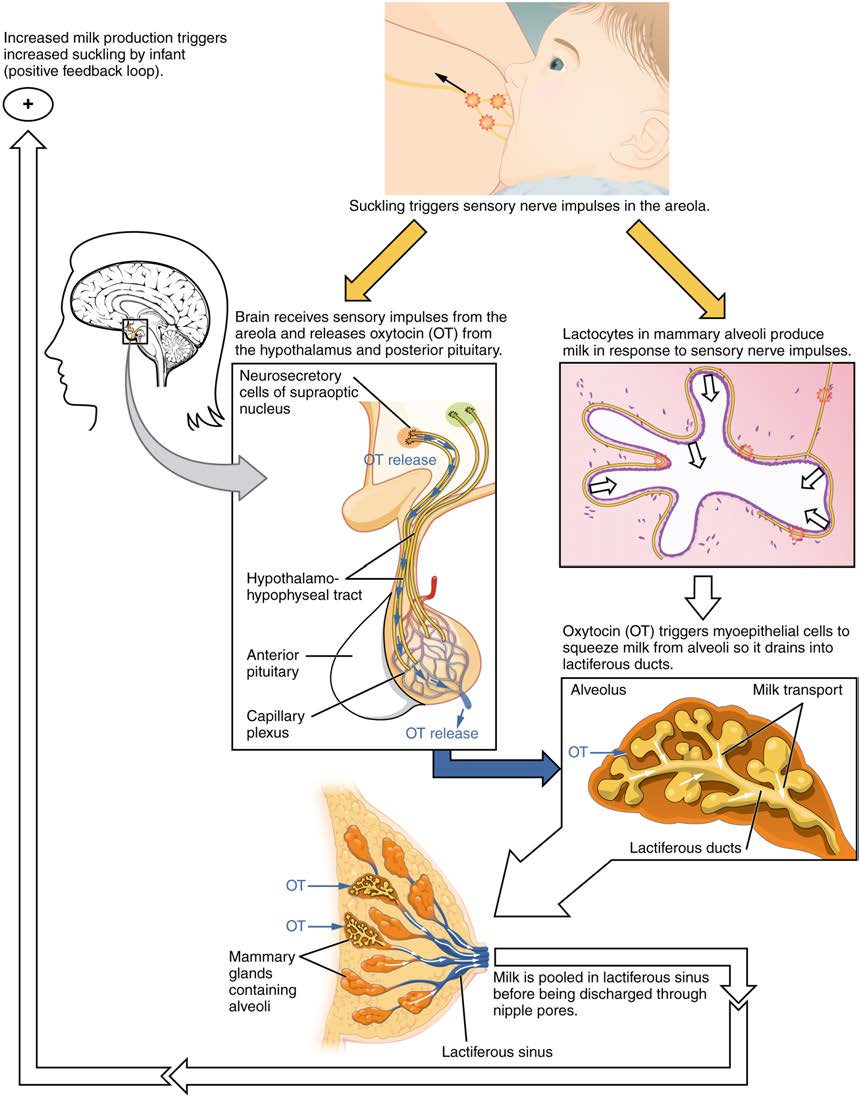 Increased milk production triggers
increased suckling by infant
(positive feedback loop).
+
Suckling triggers sensory nerve impulses in the areola.
Brain receives sensory impulses from the
areola and releases oxytocin (OT) from
the hypothalamus and posterior pituitary.
Neurosecretory
cells of supraoptic
nucleus
OT release
Hypothalamo-
hypophyseal tract
Anterior
pituitary
Capillary
plexus
OT release
Lactocytes in mammary alveoli produce
milk in response to sensory nerve impulses.
Oxytocin (OT) triggers myoepithelial cells to
squeeze milk from alveoli so it drains into
lactiferous ducts.
Alveolus
Milk transport
OT
Lactiferous ducts
OT
OT
Mammary
glands
containing
alveoli
Lactiferous sinus
Milk is pooled in lactiferous sinus
before being discharged through
nipple pores.